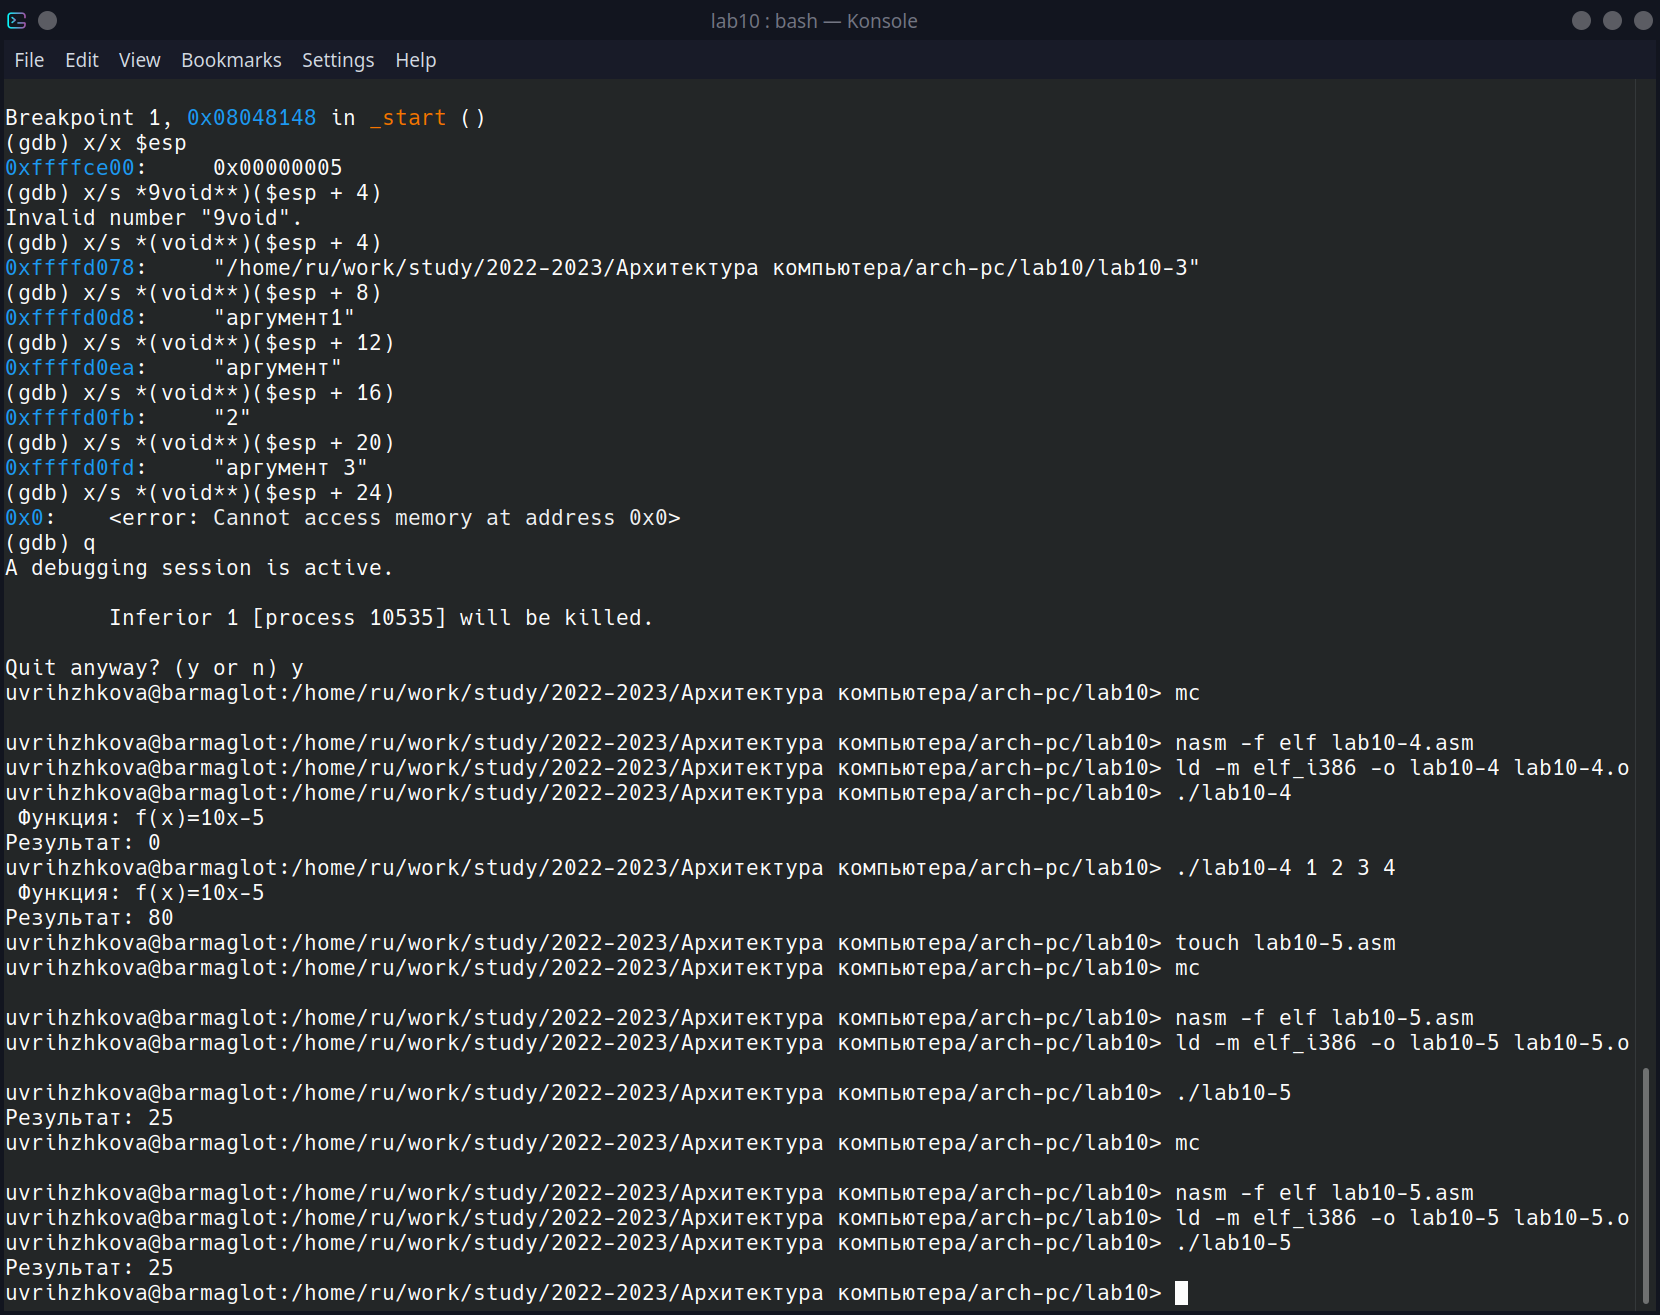 lab10 : bash — Konsole
File Edit View Bookmarks Settings Help
Breakpoint 1, 0x08048148 in _start ()
(gdb) x/x $esp
0xffffce00:     0x00000005
(gdb) x/s *9void**)($esp + 4)
Invalid number "9void".
(gdb) x/s *(void**)($esp + 4)
0xffffd078:     "/home/ru/work/study/2022-2023/Архитектура компьютера/arch-pc/lab10/lab10-3"
(gdb) x/s *(void**)($esp + 8)
0xffffd0d8:     "аргумент1"
(gdb) x/s *(void**)($esp + 12)
0xffffd0ea:     "аргумент"
(gdb) x/s *(void**)($esp + 16)
0xffffd0fb:     "2"
(gdb) x/s *(void**)($esp + 20)
0xffffd0fd:     "аргумент 3"
(gdb) x/s *(void**)($esp + 24)
0x0:    <error: Cannot access memory at address 0x0>
(gdb) q
A debugging session is active.
        Inferior 1 [process 10535] will be killed.
Quit anyway? (y or n) y
uvrihzhkova@barmaglot:/home/ru/work/study/2022-2023/Архитектура компьютера/arch-pc/lab10> mc
uvrihzhkova@barmaglot:/home/ru/work/study/2022-2023/Архитектура компьютера/arch-pc/lab10> nasm -f elf lab10-4.asm
uvrihzhkova@barmaglot:/home/ru/work/study/2022-2023/Архитектура компьютера/arch-pc/lab10> ld -m elf_i386 -o lab10-4 lab10-4.o
uvrihzhkova@barmaglot:/home/ru/work/study/2022-2023/Архитектура компьютера/arch-pc/lab10> ./lab10-4
 Функция: f(x)=10x-5
Результат: 0
uvrihzhkova@barmaglot:/home/ru/work/study/2022-2023/Архитектура компьютера/arch-pc/lab10> ./lab10-4 1 2 3 4
 Функция: f(x)=10x-5
Результат: 80
uvrihzhkova@barmaglot:/home/ru/work/study/2022-2023/Архитектура компьютера/arch-pc/lab10> touch lab10-5.asm
uvrihzhkova@barmaglot:/home/ru/work/study/2022-2023/Архитектура компьютера/arch-pc/lab10> mc
uvrihzhkova@barmaglot:/home/ru/work/study/2022-2023/Архитектура компьютера/arch-pc/lab10> nasm -f elf lab10-5.asm
uvrihzhkova@barmaglot:/home/ru/work/study/2022-2023/Архитектура компьютера/arch-pc/lab10> ld -m elf_i386 -o lab10-5 lab10-5.o
uvrihzhkova@barmaglot:/home/ru/work/study/2022-2023/Архитектура компьютера/arch-pc/lab10> ./lab10-5
Результат: 25
uvrihzhkova@barmaglot:/home/ru/work/study/2022-2023/Архитектура компьютера/arch-pc/lab10> mc
uvrihzhkova@barmaglot:/home/ru/work/study/2022-2023/Архитектура компьютера/arch-pc/lab10> nasm -f elf lab10-5.asm
uvrihzhkova@barmaglot:/home/ru/work/study/2022-2023/Архитектура компьютера/arch-pc/lab10> ld -m elf_i386 -o lab10-5 lab10-5.o
uvrihzhkova@barmaglot:/home/ru/work/study/2022-2023/Архитектура компьютера/arch-pc/lab10> ./lab10-5
Результат: 25
uvrihzhkova@barmaglot:/home/ru/work/study/2022-2023/Архитектура компьютера/arch-pc/lab10>